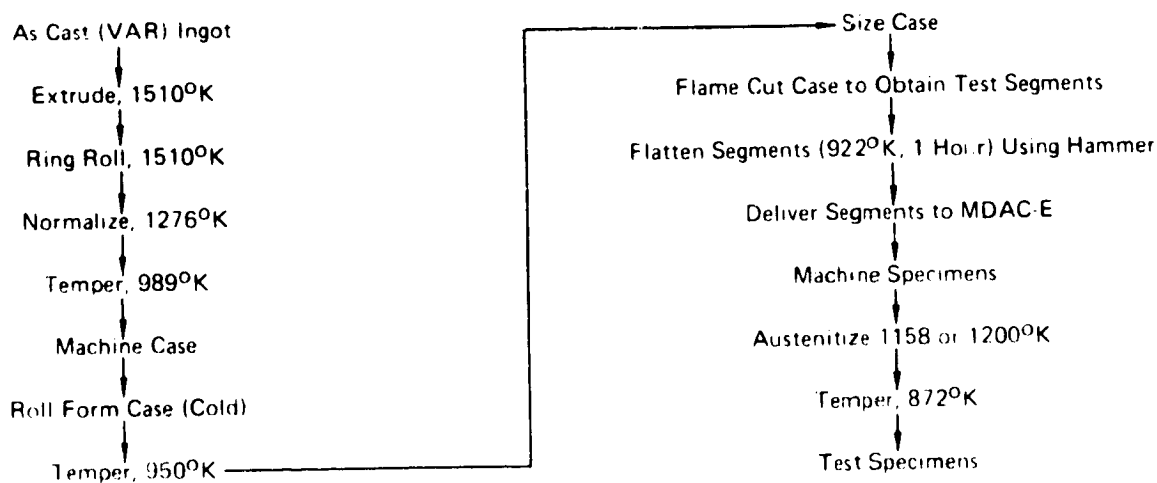 As Cast (VAR) Ingot
Extrude, 1510°K
Ring Roll, 1510°K
Normalize, 1276°K
Temper, 989°K
Machine Case
Roll Form Case (Cold)
Temper, 950°K
Size Case
Flame Cut Case to Obtain Test Segments
Flatten Segments (922°K, 1 Hour) Using Hammer
Deliver Segments to MDAC-E
Machine Specimens
Austenitize 1158 or 1200°K
Temper, 872°K
Test Specimens